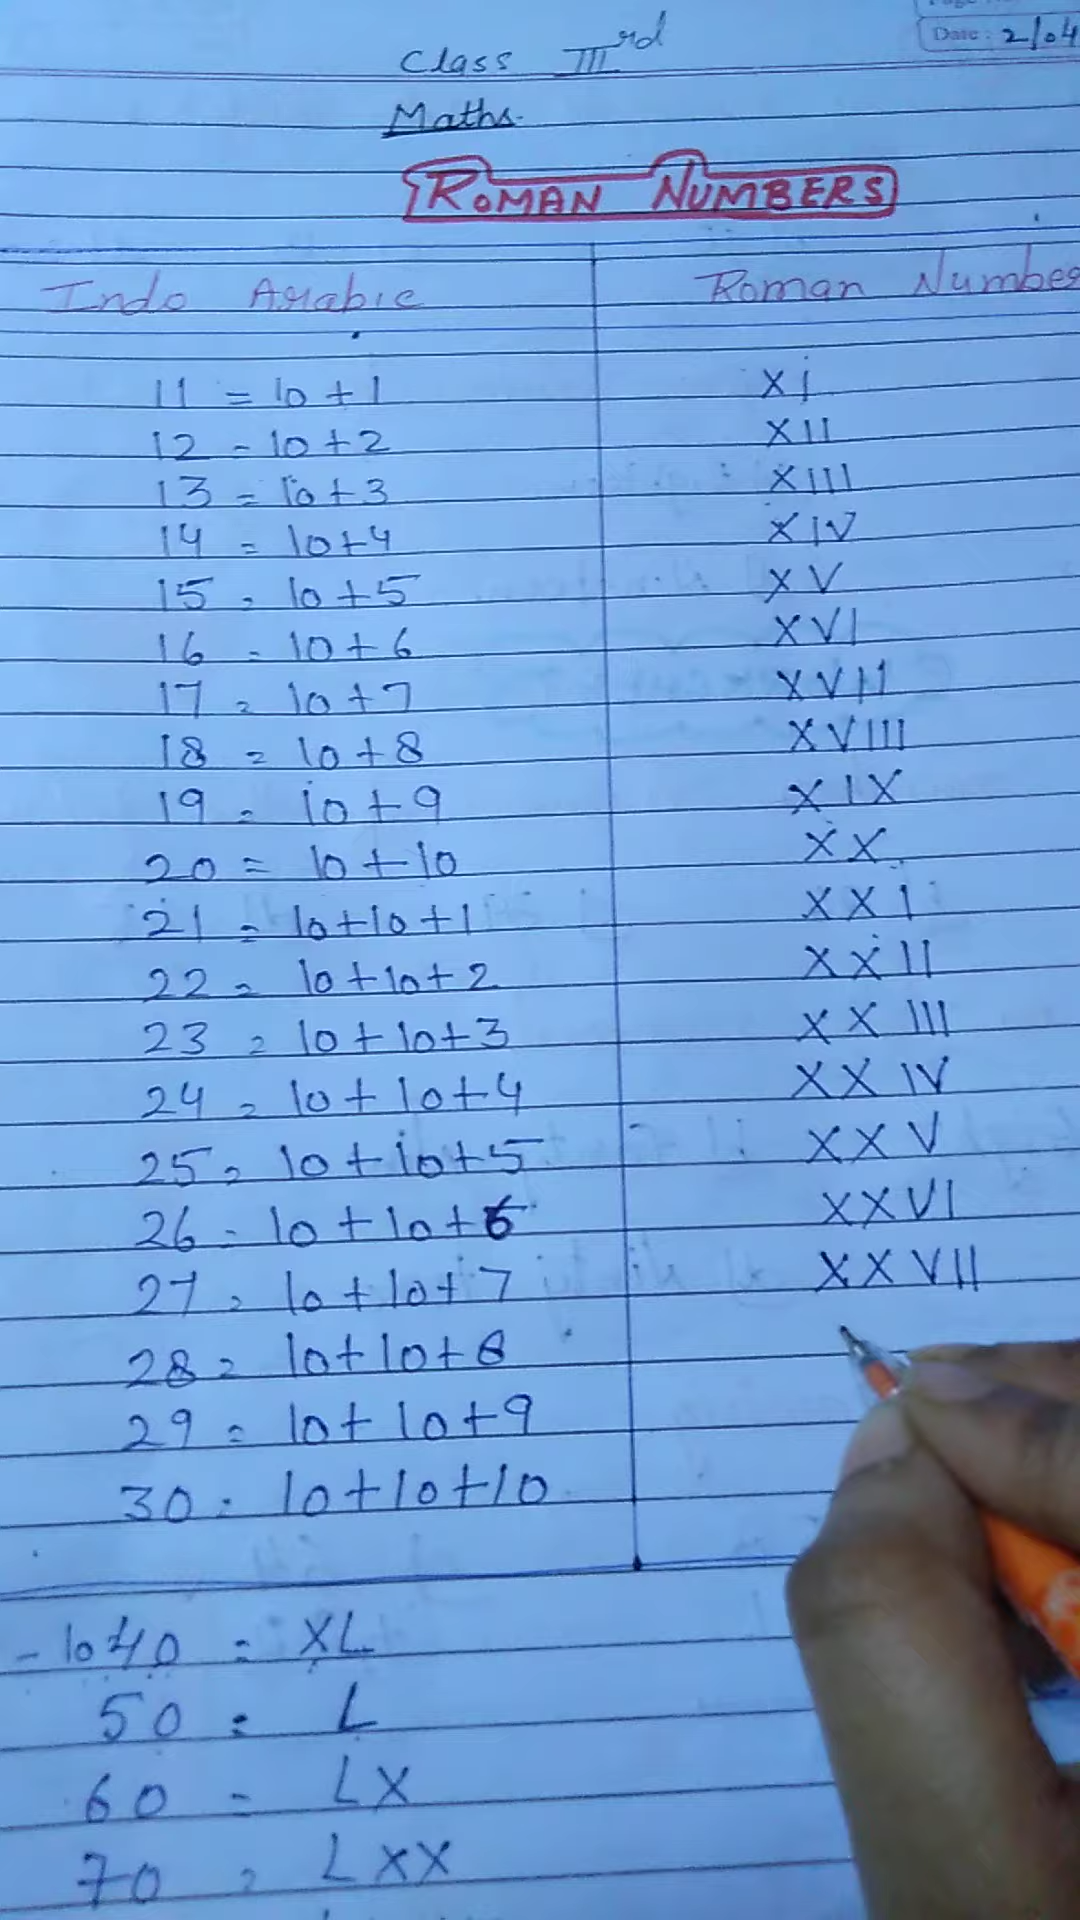 Date: 2/04
Class IIIrd
Maths.
ROMAN NUMBERS
Indo Arabic Roman Number
11 = 10+1 Xi
12 = 10+2 XII
13 = 10+3 XIII
14 = 10+4 XIV
15 = 10+5 XV
16 = 10+6 XVI
17 = 10+7 XVII
18 = 10+8 XVIII
19 = 10+9 XIX
20 = 10+10 XX
21 = 10+10+1 XXI
22 = 10+10+2 XXII
23 = 10+10+3 XXIII
24 = 10+10+4 XXIV
25 = 10+10+5 XXV
26 = 10+10+6 XXVI
27 = 10+10+7 XXVII
28 = 10+10+8
29 = 10+10+9
30 = 10+10+10
-10 40 = XL
50 = L
60 = LX
70 = LXX